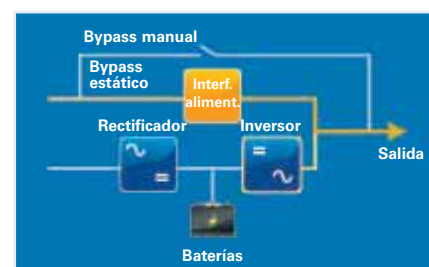 Bypass manual
Bypass
estático
Interf.
aliment.
Rectificador
Inversor
Salida
Baterías